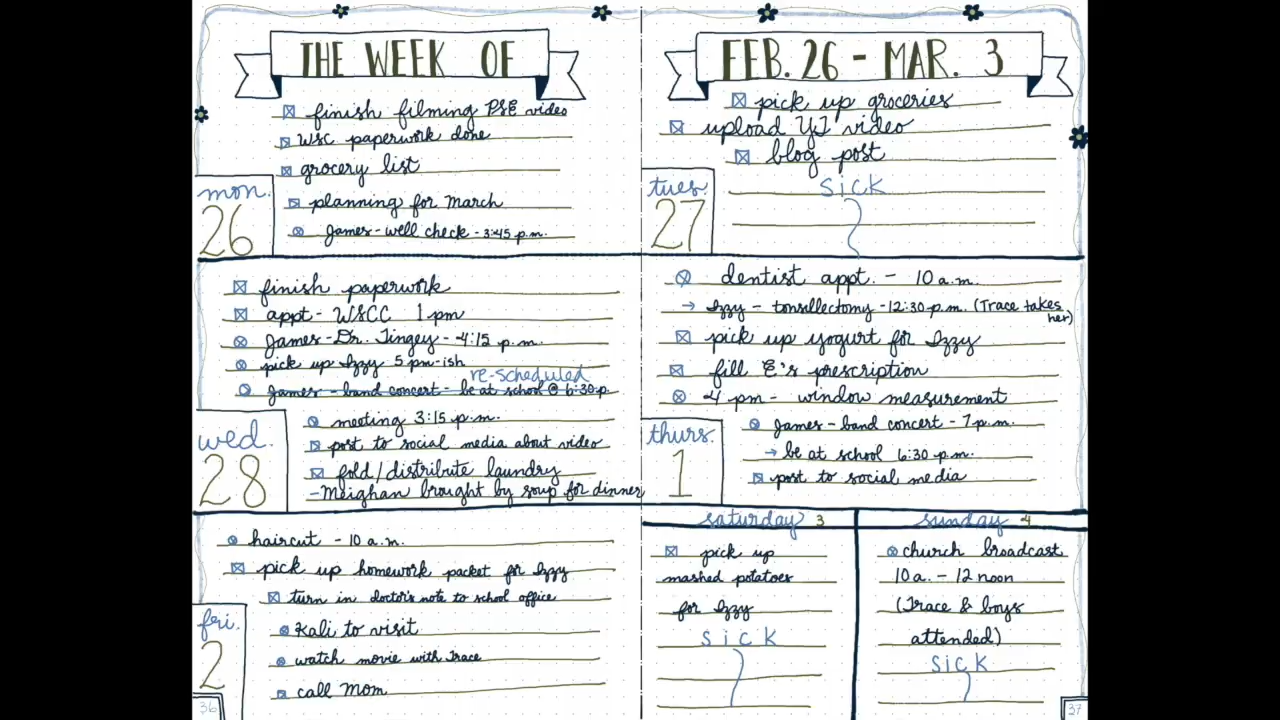 THE WEEK OF
FEB. 26 - MAR. 3
finish filming PSE video
WSC paperwork done
grocery list
planning for March
James - well check - 3:45 p.m.
mon.
26
pick up groceries
upload YT video
blog post
sick
tues.
27
finish paperwork
appt - WSCC 1 pm
James - Dr. Tingey - 4:15 p.m.
pick up Izzy 5 pm-ish
re-scheduled
James - band concert - be at school @ 6:30 p.
meeting 3:15 p.m.
post to social media about video
fold/distribute laundry
- Meighan brought by soup for dinner
wed.
28
dentist appt. - 10 a.m.
→ Izzy - tonsillectomy - 12:30 p.m. (Trace takes
her)
pick up yogurt for Izzy
fill E's prescription
4 pm - window measurement
James - band concert - 7 p.m.
→ be at school 6:30 p.m.
post to social media
thurs.
1
haircut - 10 a.m.
pick up homework packet for Izzy
turn in doctor's note to school office
Kali to visit
watch movie with Trace
call Mom
fri.
2
36
saturday 3
pick up
mashed potatoes
for Izzy
sick
sunday 4
church broadcast
10 a. - 12 noon
(Trace & boys
attended)
sick
37